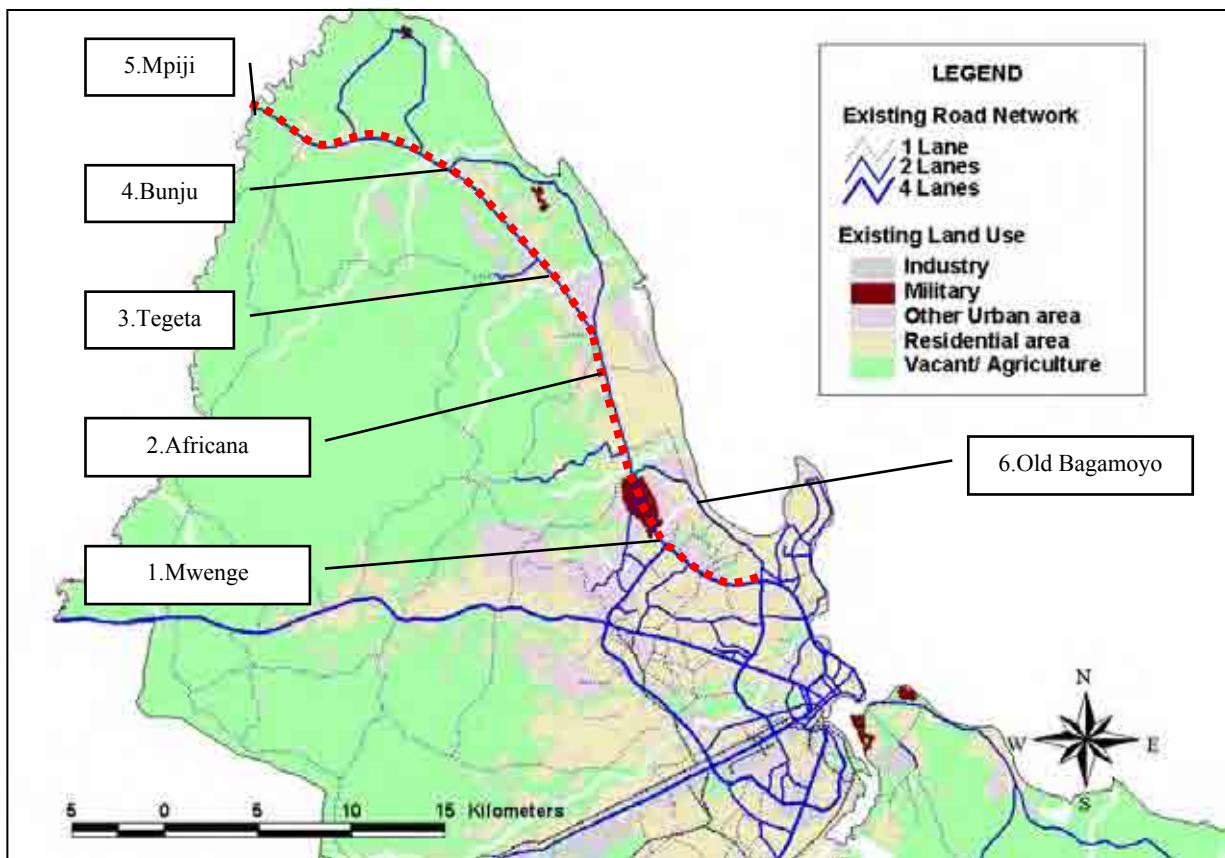 5.Mpiji
4.Bunju
3.Tegeta
2.Africana
1.Mwenge
6.Old Bagamoyo
LEGEND
Existing Road Network
1 Lane
2 Lanes
4 Lanes
Existing Land Use
Industry
Military
Other Urban area
Residential area
Vacant/ Agriculture
N
W E
S
5 0 5 10 15 Kilometers